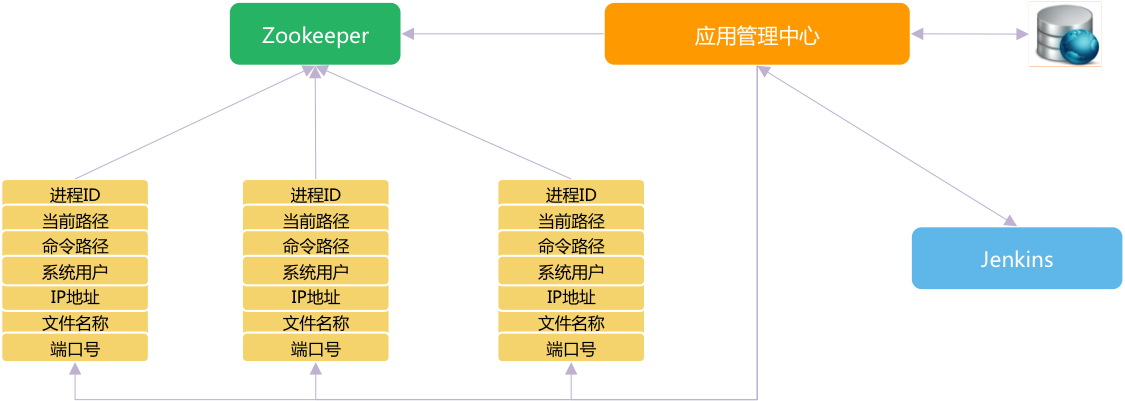 Zookeeper
应用管理中心
进程ID
当前路径
命令路径
系统用户
IP地址
文件名称
端口号
进程ID
当前路径
命令路径
系统用户
IP地址
文件名称
端口号
进程ID
当前路径
命令路径
系统用户
IP地址
文件名称
端口号
Jenkins